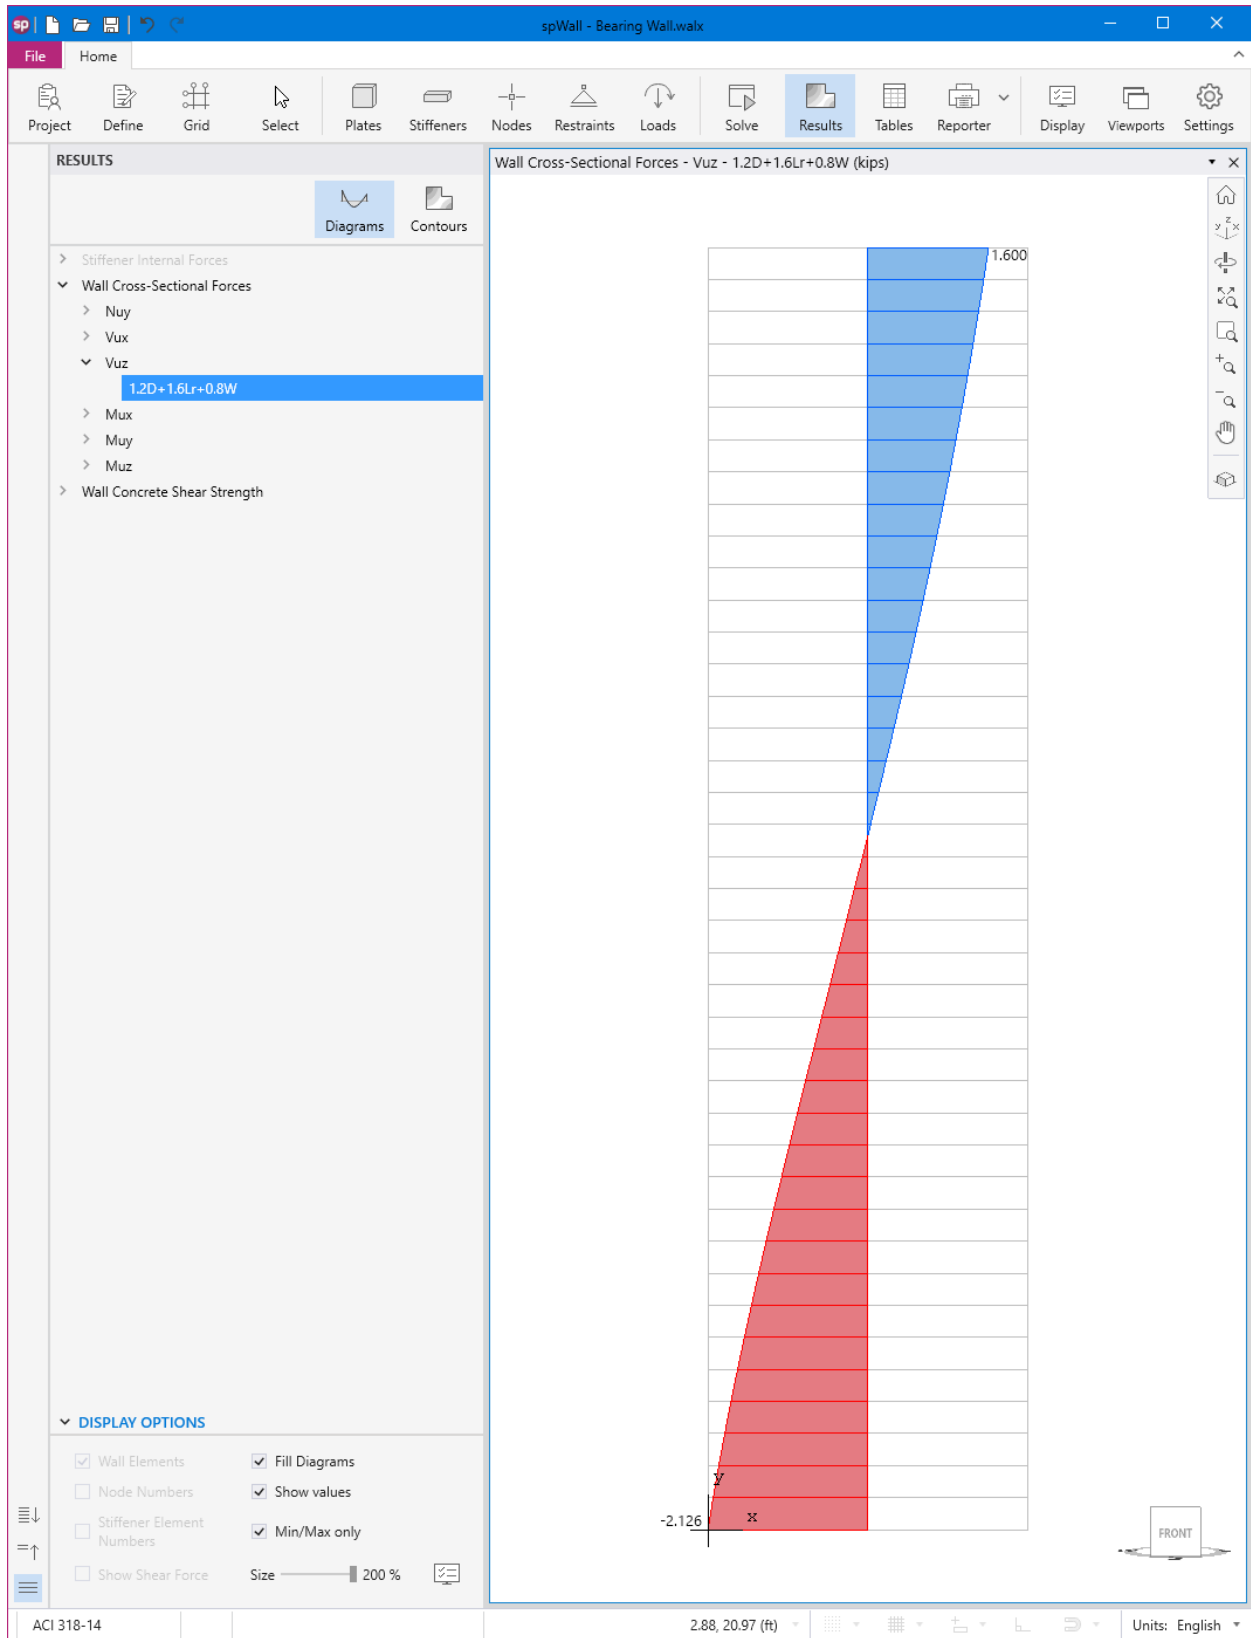 sp
spWall - Bearing Wall.walx
File Home
Project Define Grid Select Plates Stiffeners Nodes Restraints Loads Solve Results Tables Reporter Display Viewports Settings
RESULTS
Diagrams Contours
Stiffener Internal Forces
Wall Cross-Sectional Forces
Nuy
Vux
Vuz
1.2D+1.6Lr+0.8W
Mux
Muy
Muz
Wall Concrete Shear Strength
DISPLAY OPTIONS
Wall Elements Fill Diagrams
Node Numbers Show values
Stiffener Element Numbers Min/Max only
Show Shear Force Size 200 %
Wall Cross-Sectional Forces - Vuz - 1.2D+1.6Lr+0.8W (kips)
z
y x
1.600
y
-2.126 x
FRONT
ACI 318-14 2.88, 20.97 (ft) Units: English